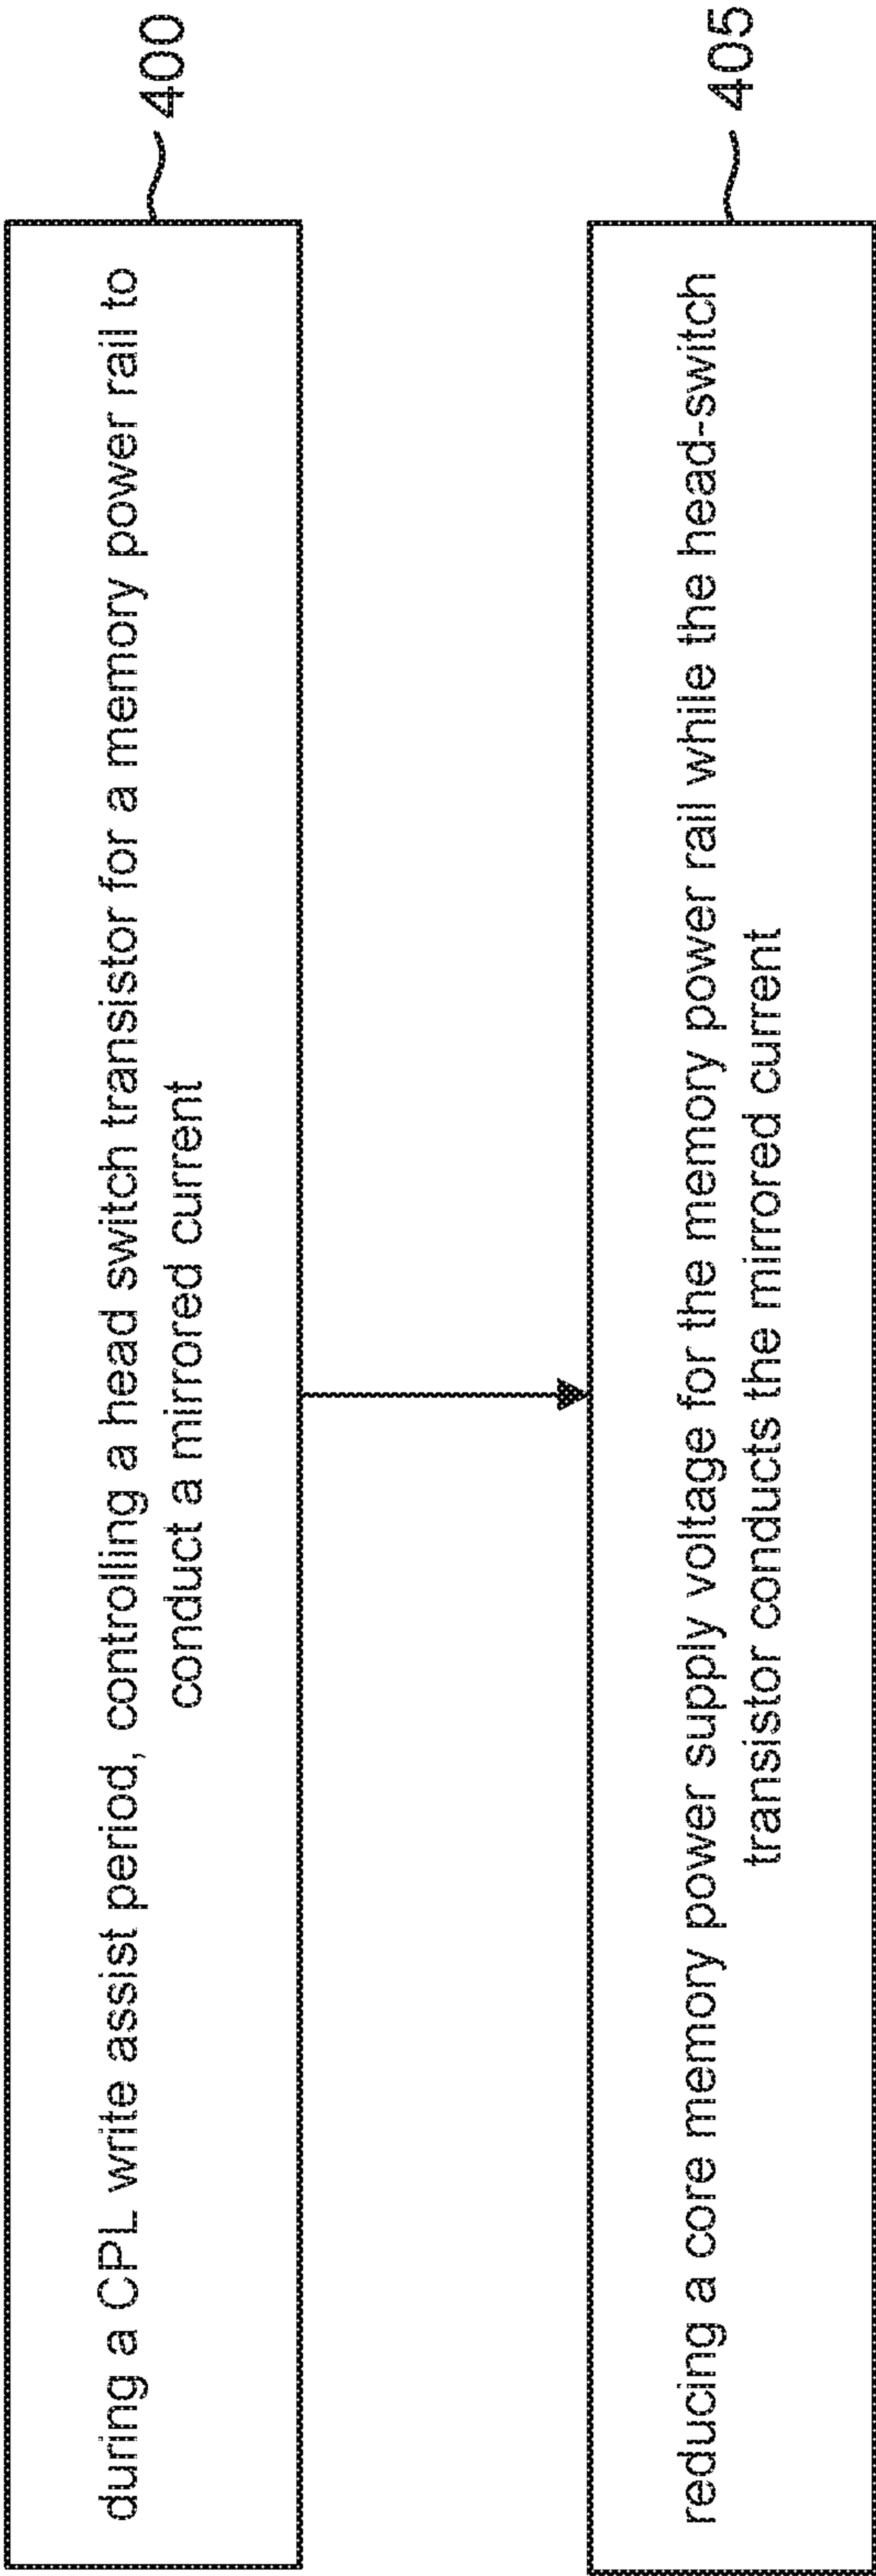 during a CPL write assist period, controlling a head switch transistor for a memory power rail to
conduct a mirrored current
400
reducing a core memory power supply voltage for the memory power rail while the head-switch
transistor conducts the mirrored current
405